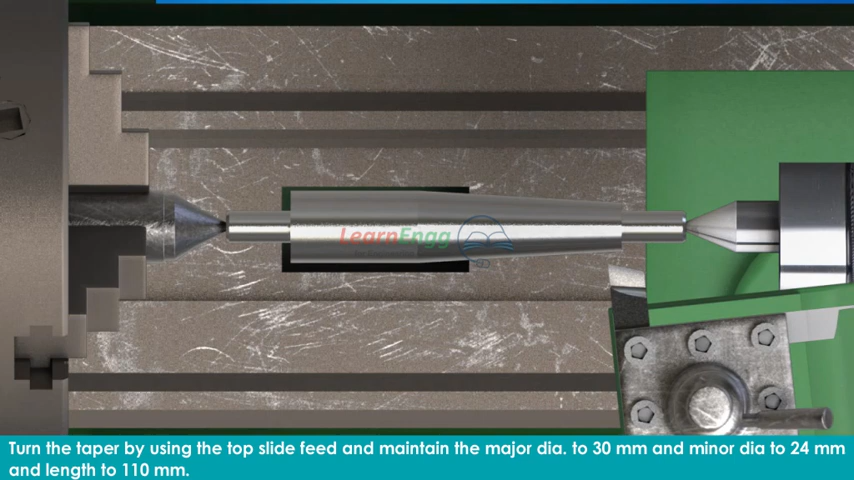 LearnEngg
Turn the taper by using the top slide feed and maintain the major dia. to 30 mm and minor dia to 24 mm
and length to 110 mm.